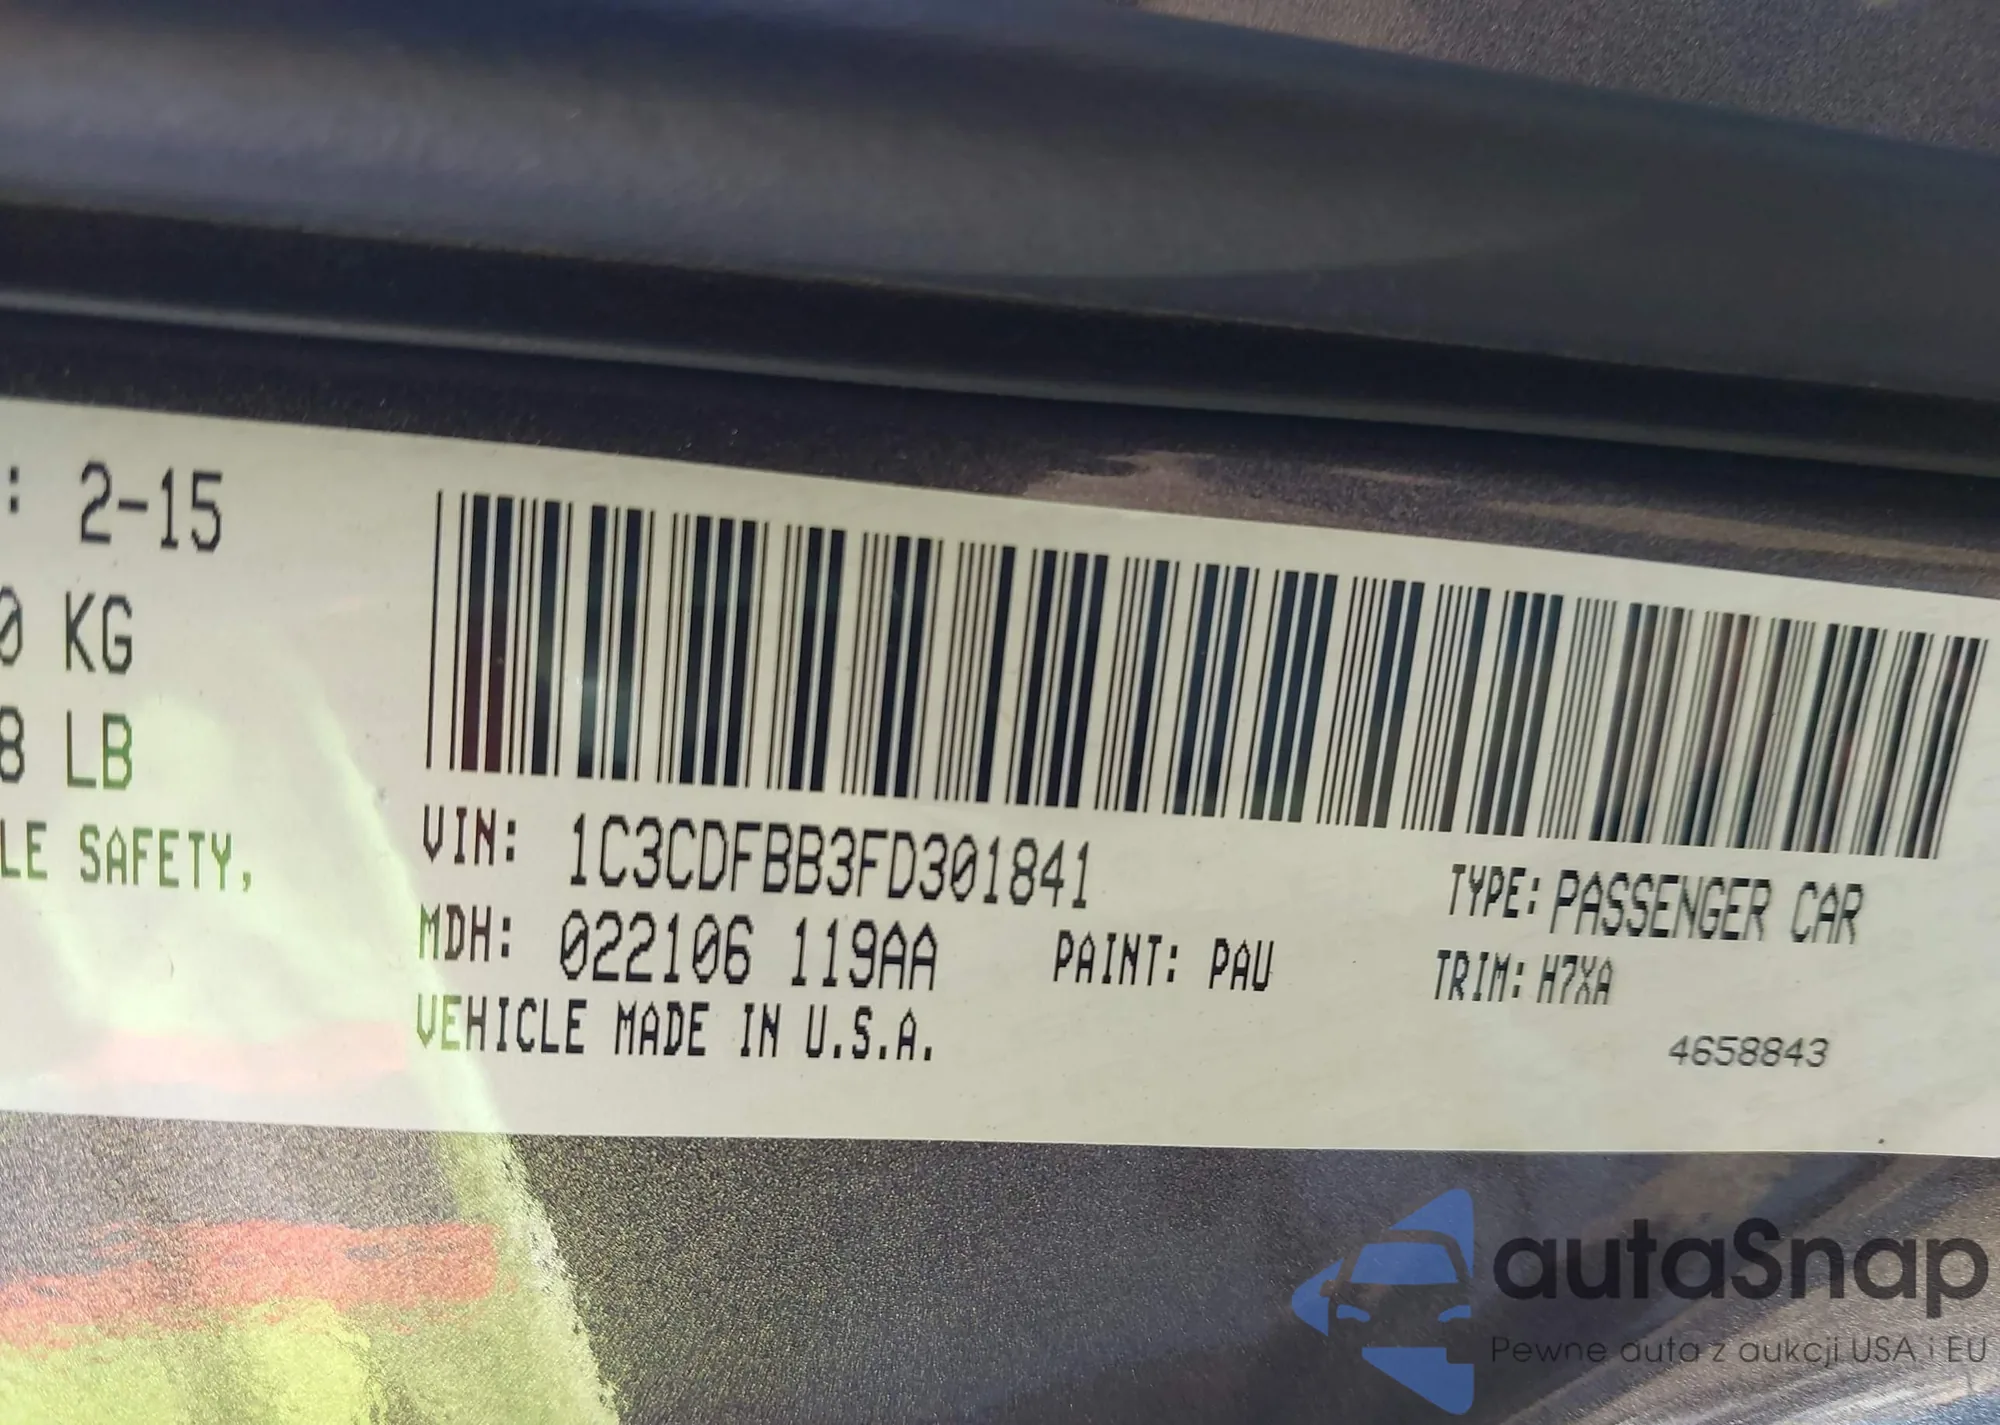 : 2-15
0 KG
8 LB
LE SAFETY,
VIN: 1C3CDFBB3FD301841
MDH: 022106 119AA
PAINT: PAU
VEHICLE MADE IN U.S.A.
TYPE: PASSENGER CAR
TRIM: H7XA
4658843
autaSnap
Pewne auta z aukcji USA i EU